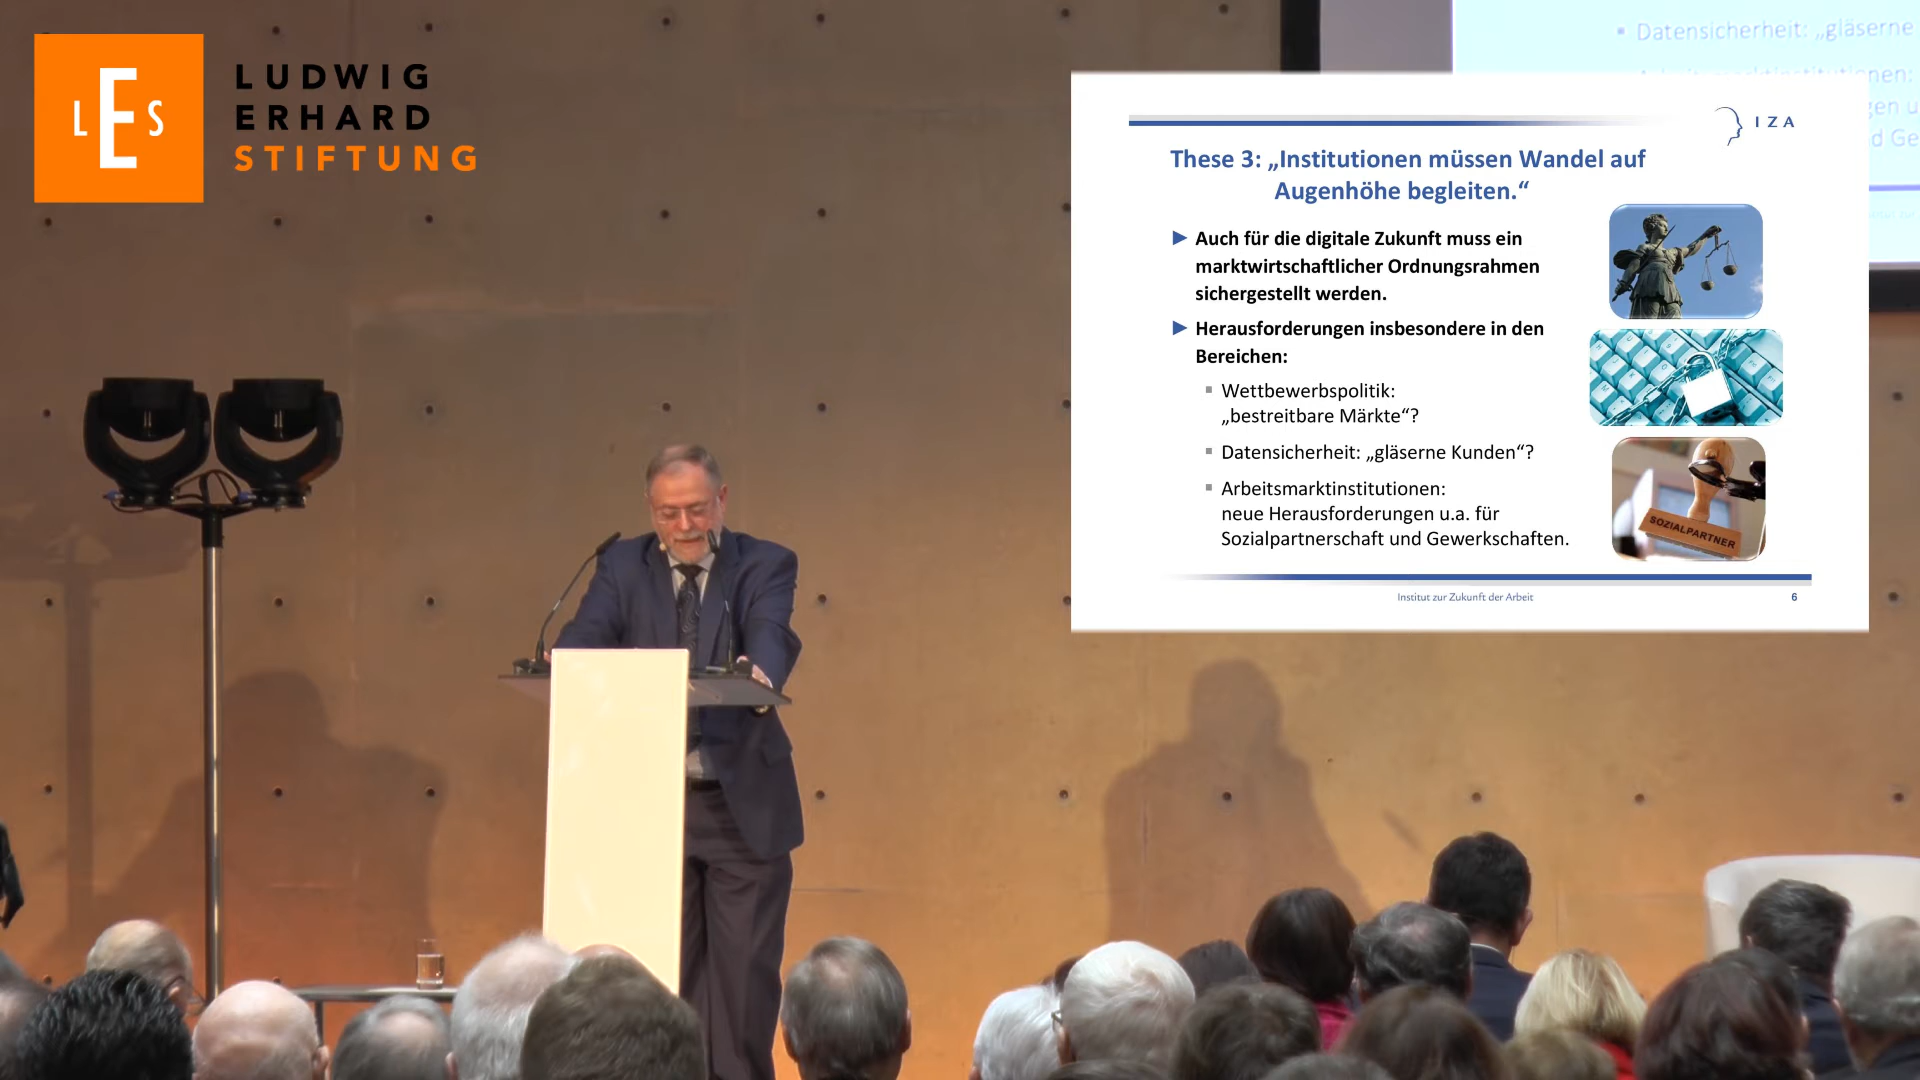 LES
LUDWIG
ERHARD
STIFTUNG
Datensicherheit: „gläserne
IZA
These 3: „Institutionen müssen Wandel auf
Augenhöhe begleiten.“
► Auch für die digitale Zukunft muss ein
marktwirtschaftlicher Ordnungsrahmen
sichergestellt werden.
► Herausforderungen insbesondere in den
Bereichen:
▪ Wettbewerbspolitik:
„bestreitbare Märkte“?
▪ Datensicherheit: „gläserne Kunden“?
▪ Arbeitsmarktinstitutionen:
neue Herausforderungen u.a. für
Sozialpartnerschaft und Gewerkschaften.
SOZIALPARTNER
Institut zur Zukunft der Arbeit
6